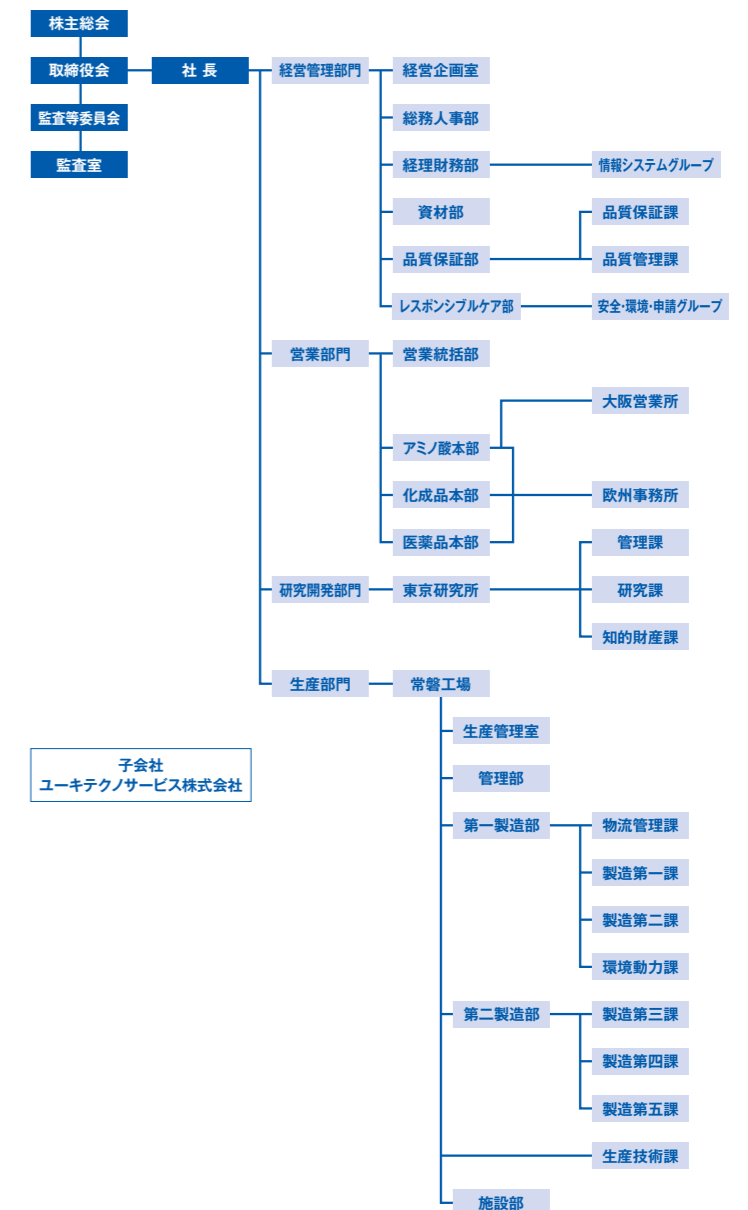 株主総会
取締役会
社 長
経営管理部門
経営企画室
監査等委員会
総務人事部
監査室
経理財務部
情報システムグループ
資材部
品質保証課
品質保証部
品質管理課
レスポンシブルケア部
安全・環境・申請グループ
営業部門
営業統括部
大阪営業所
アミノ酸本部
化成品本部
欧州事務所
医薬品本部
管理課
研究開発部門
東京研究所
研究課
知的財産課
生産部門
常磐工場
生産管理室
子会社
ユーキテクノサービス株式会社
管理部
第一製造部
物流管理課
製造第一課
製造第二課
環境動力課
第二製造部
製造第三課
製造第四課
製造第五課
生産技術課
施設部